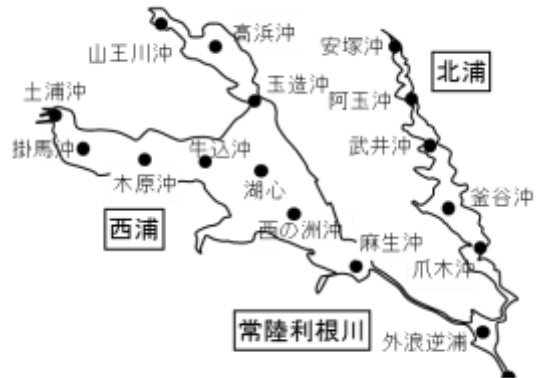 高浜沖
山王川沖
安塚沖
北浦
玉造沖
土浦沖
阿玉沖
掛馬沖
牛込沖
武井沖
木原沖
湖心
釜谷沖
西浦
西の洲沖
麻生沖
爪木沖
常陸利根川
外浪逆浦